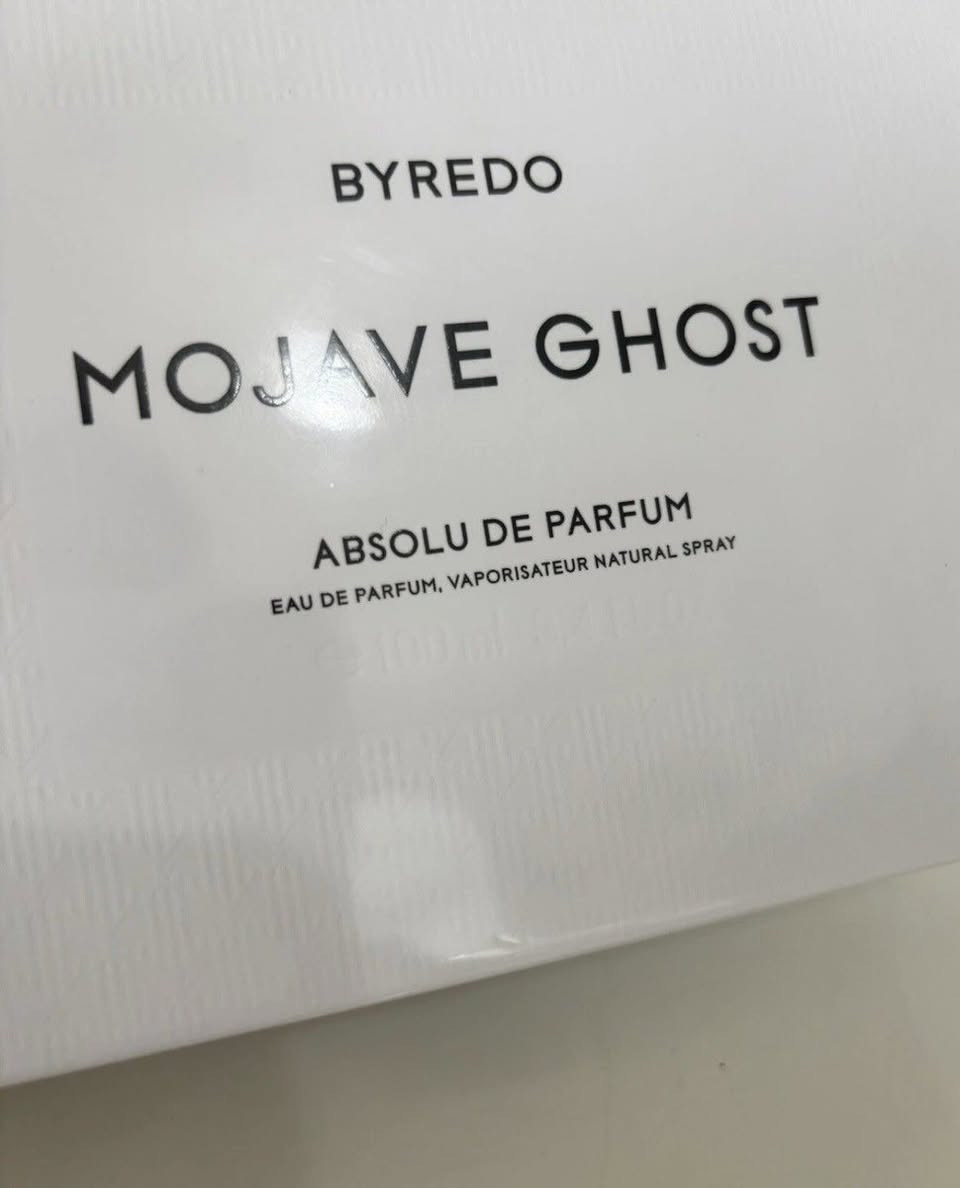 BYREDO
MOJAVE GHOST
ABSOLU DE PARFUM
EAU DE PARFUM, VAPORISATEUR NATURAL SPRAY